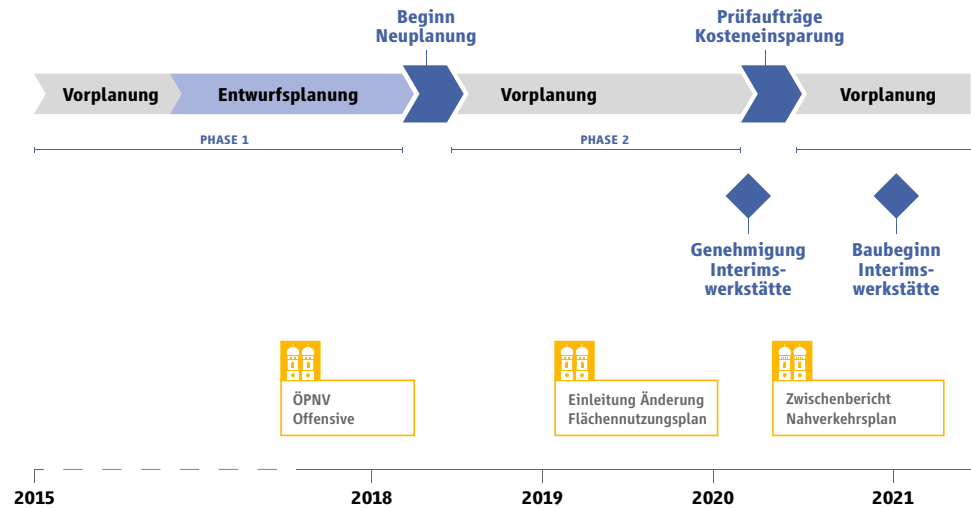 Beginn
Neuplanung
Prüfaufträge
Kosteneinsparung
Vorplanung
Entwurfsplanung
Vorplanung
Vorplanung
PHASE 1
PHASE 2
Genehmigung
Interims-
werkstätte
Baubeginn
Interims-
werkstätte
ÖPNV
Offensive
Einleitung Änderung
Flächennutzungsplan
Zwischenbericht
Nahverkehrsplan
2015
2018
2019
2020
2021